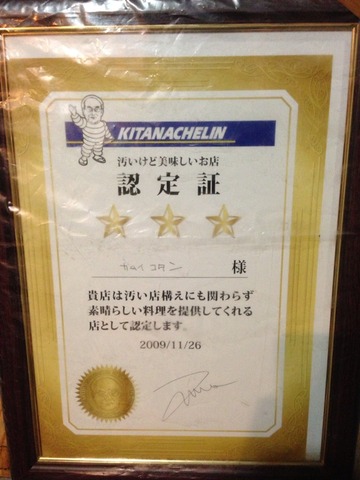 KITANACHELIN
汚いけど美味しいお店
認定証
カムイコタン 様
貴店は汚い店構えにも関わらず
素晴らしい料理を提供してくれる
店として認定します。
2009/11/26